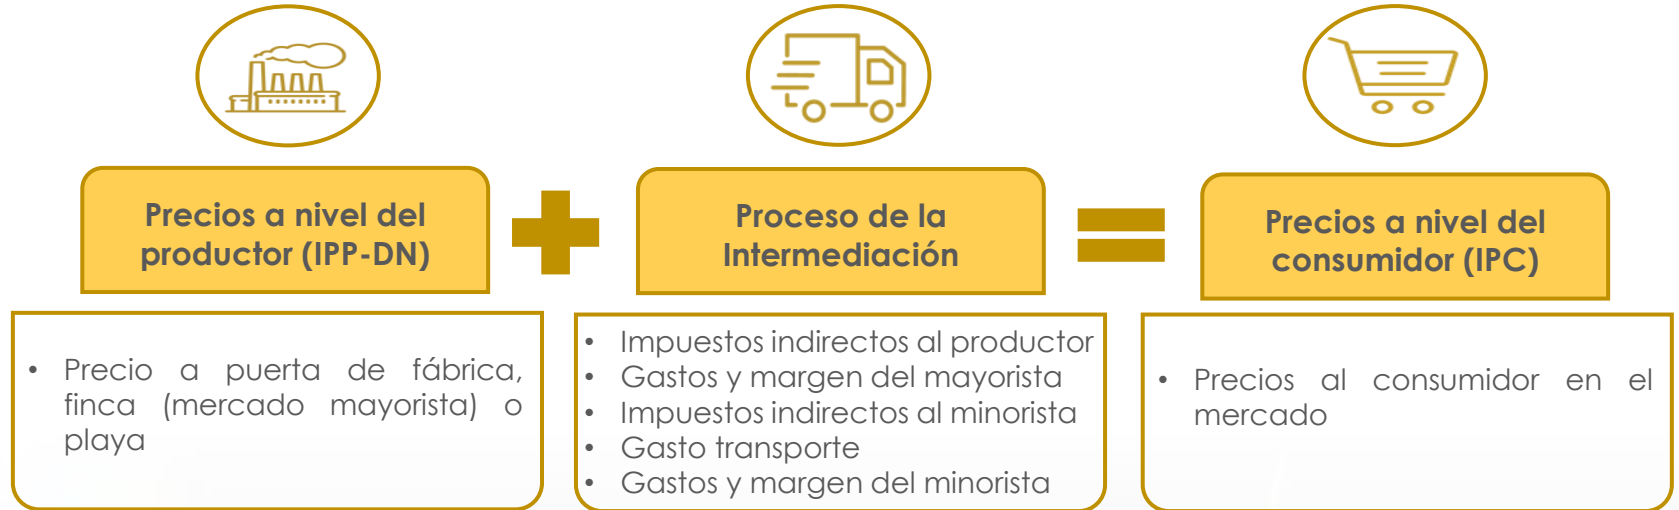 Precios a nivel del
productor (IPP-DN)
• Precio a puerta de fábrica,
finca (mercado mayorista) o
playa
Proceso de la
Intermediación
• Impuestos indirectos al productor
• Gastos y margen del mayorista
• Impuestos indirectos al minorista
• Gasto transporte
• Gastos y margen del minorista
Precios a nivel del
consumidor (IPC)
• Precios al consumidor en el
mercado